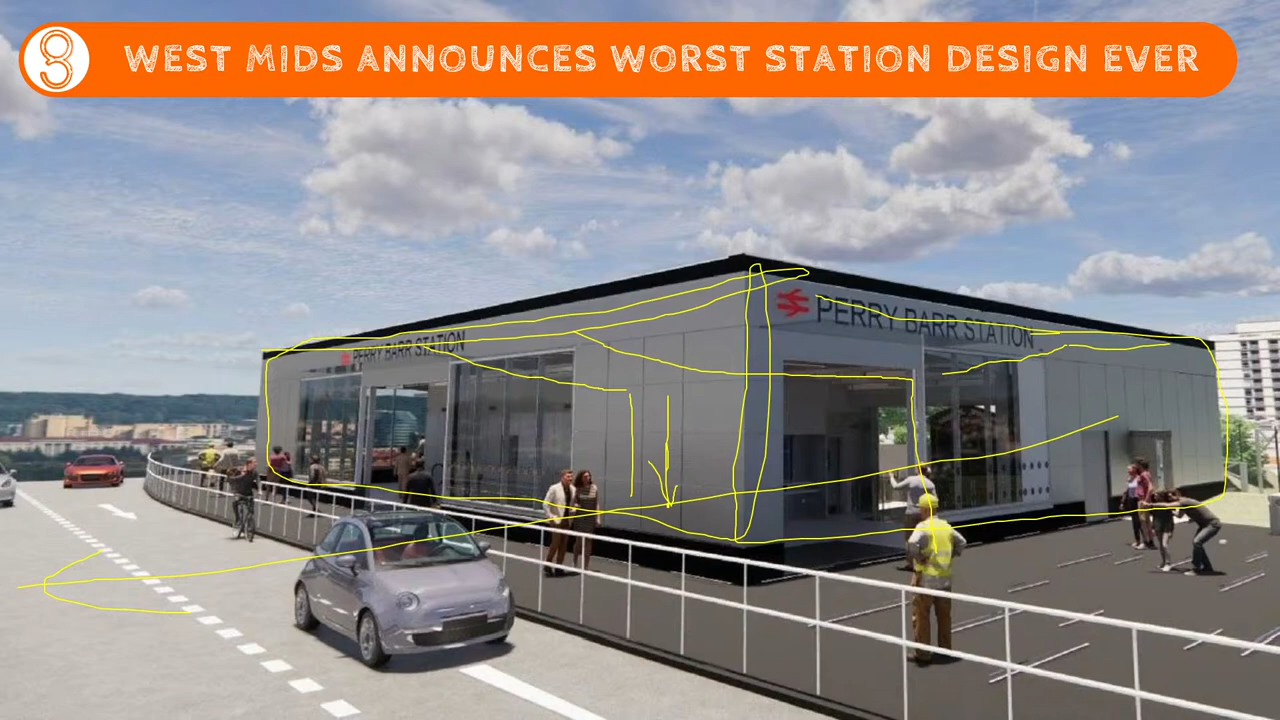 WEST MIDS ANNOUNCES WORST STATION DESIGN EVER
PERRY BARR STATION
PERRY BARR STATION